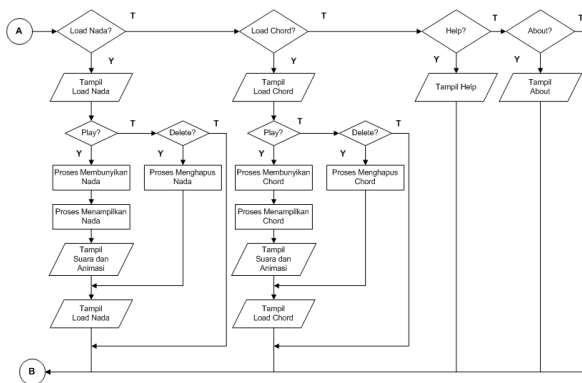 T
T
T
T
A
Load Nada?
Load Chord?
Help?
About?
Y
Y
Y
Y
Tampil
Load Nada
Tampil
Load Chord
Tampil Help
Tampil
About
T
T
T
T
Play?
Delete?
Play?
Delete?
Y
Y
Y
Y
Proses Membunyikan
Nada
Proses Menghapus
Nada
Proses Membunyikan
Chord
Proses Menghapus
Chord
Proses Menampilkan
Nada
Proses Menampilkan
Chord
Tampil
Suara dan
Animasi
Tampil
Suara dan
Animasi
Tampil
Load Nada
Tampil
Load Chord
B